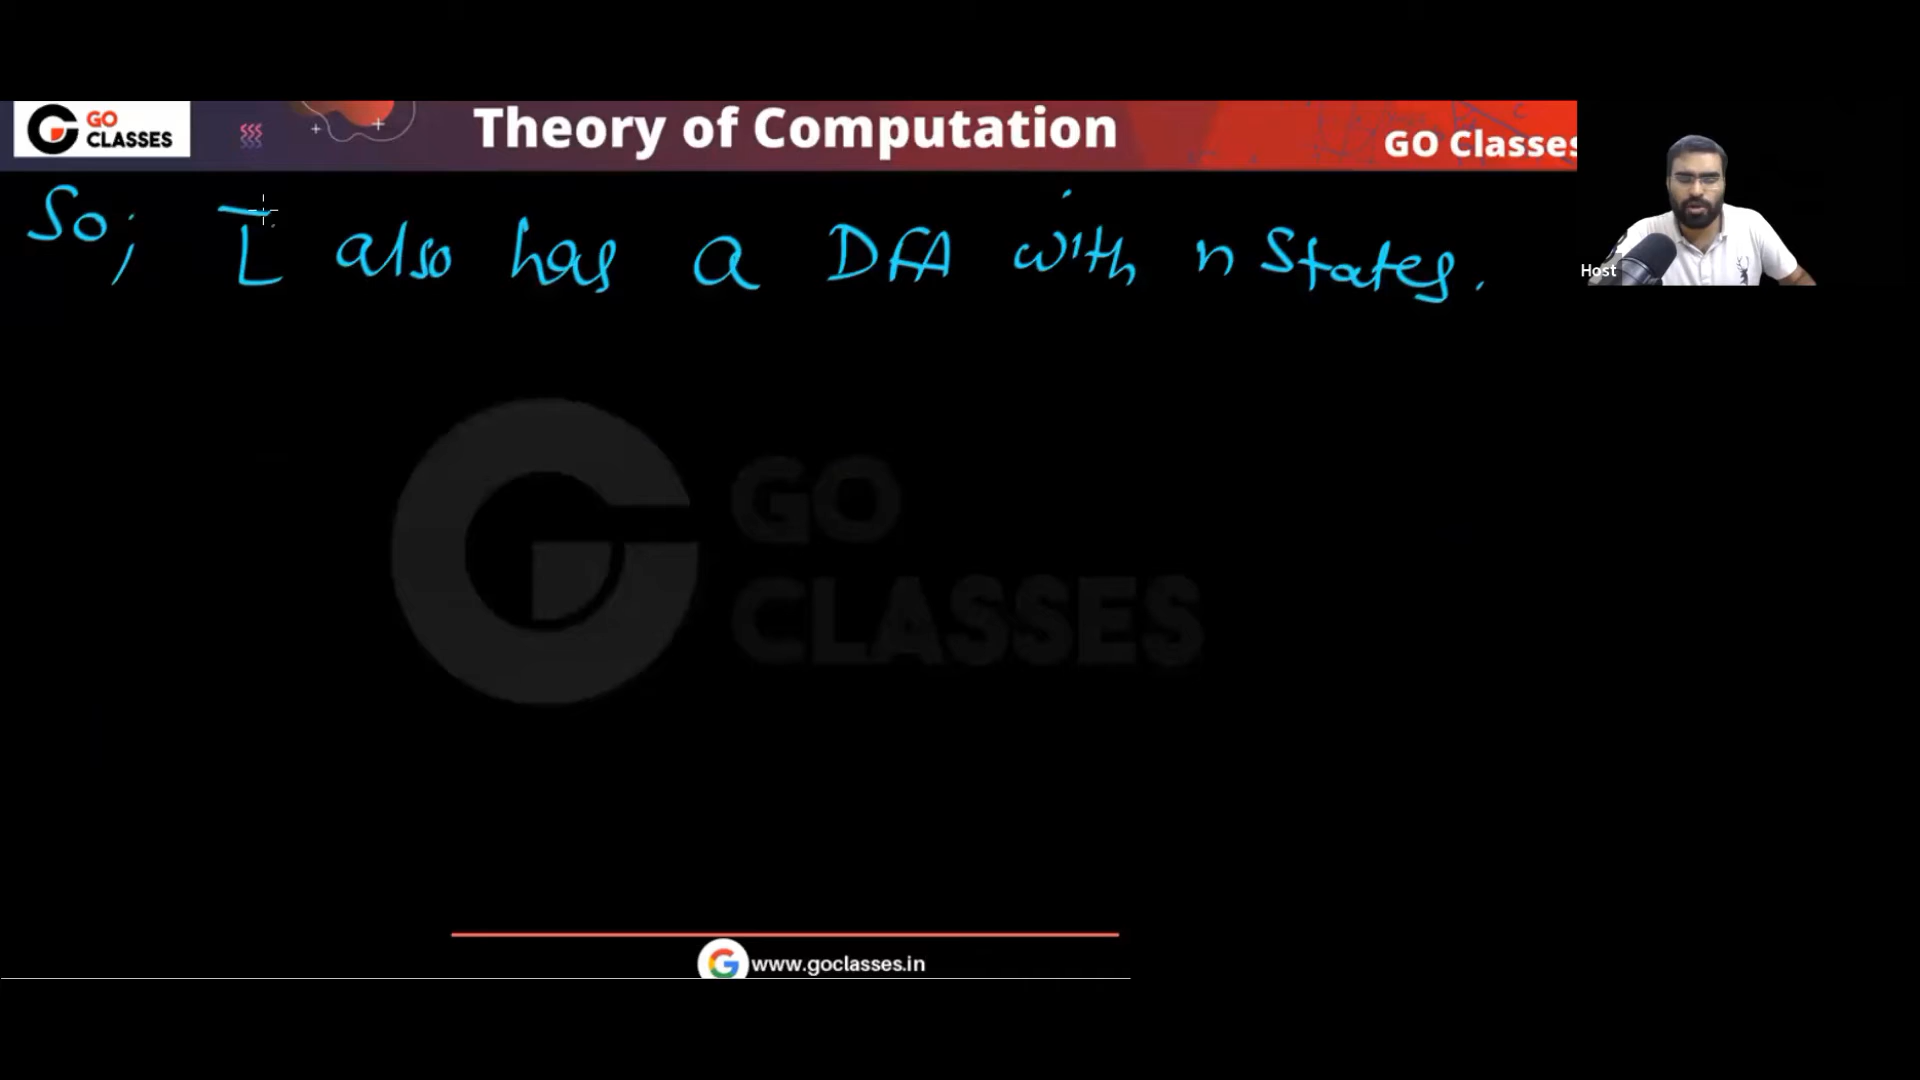 GO CLASSES
Theory of Computation
GO Classes
So; L̅ also has a DFA with n States.
Host
GO
CLASSES
www.goclasses.in